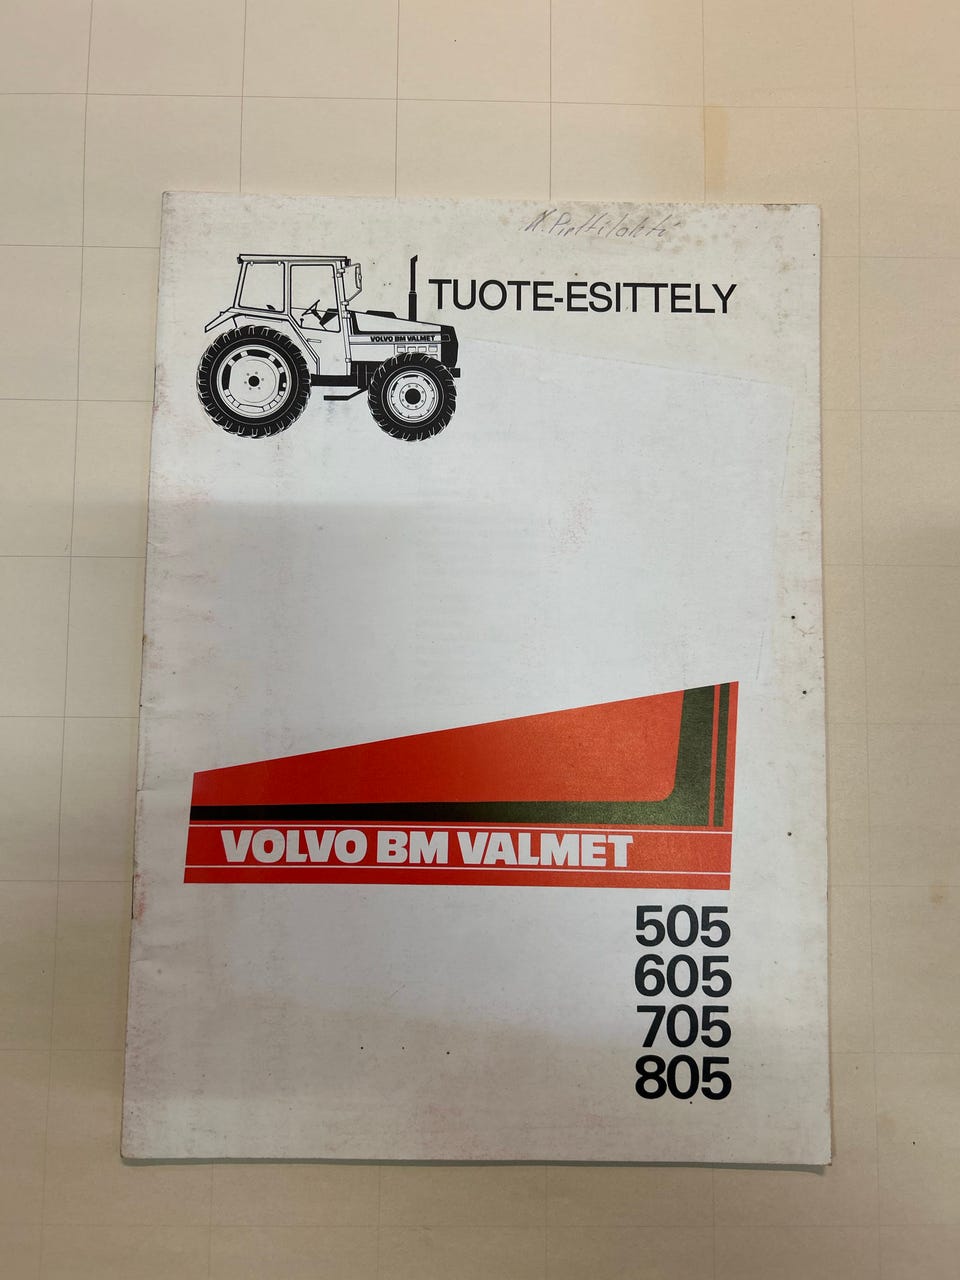 TUOTE-ESITTELY
VOLVO BM VALMET
VOLVO BM VALMET
505
605
705
805